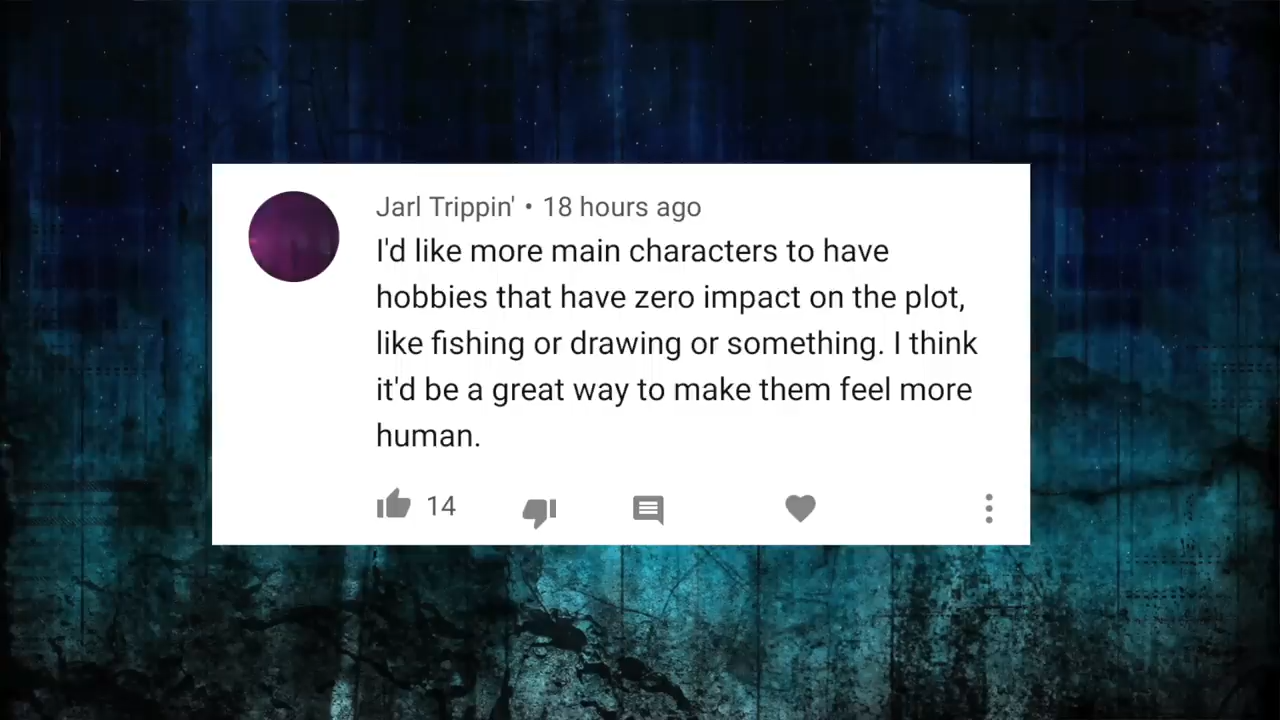 Jarl Trippin' • 18 hours ago
I'd like more main characters to have
hobbies that have zero impact on the plot,
like fishing or drawing or something. I think
it'd be a great way to make them feel more
human.
14